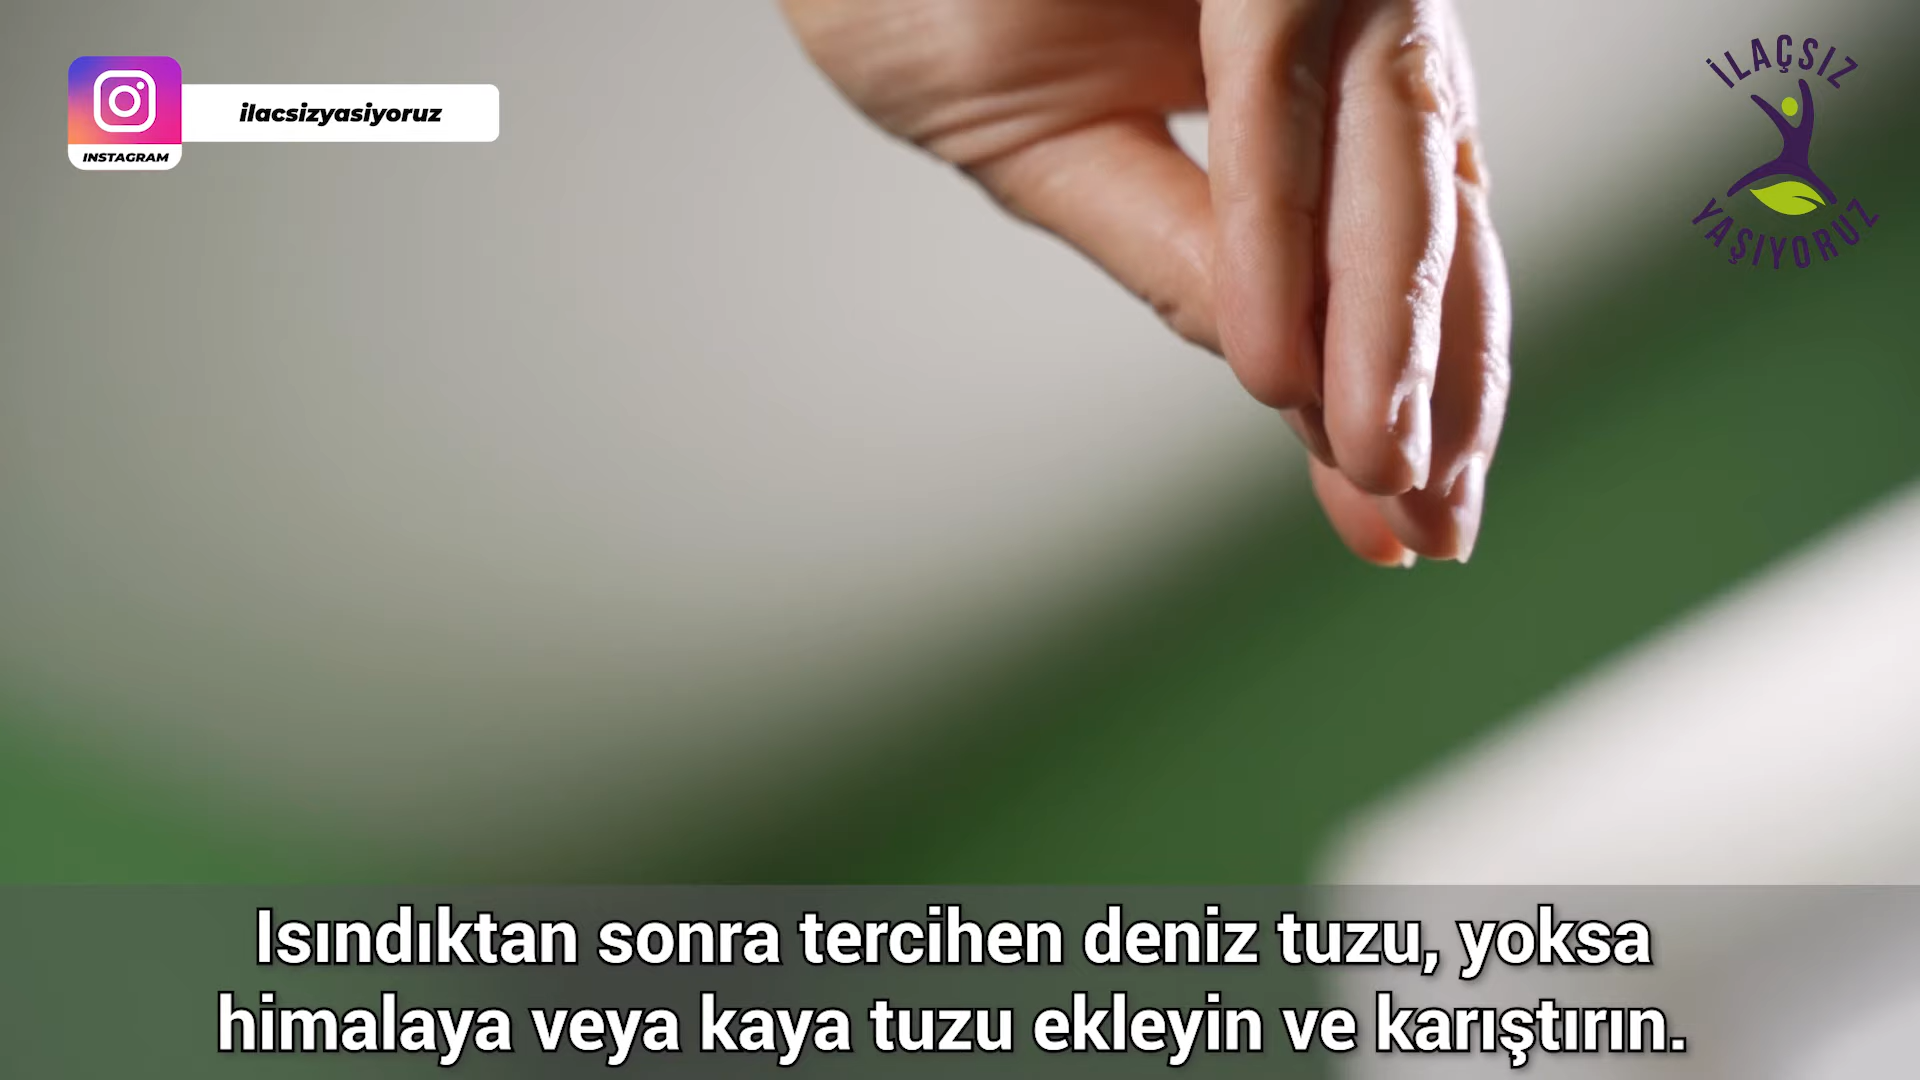 INSTAGRAM
ilacsizyasiyoruz
İLAÇSIZ
YAŞIYORUZ
Isındıktan sonra tercihen deniz tuzu, yoksa
himalaya veya kaya tuzu ekleyin ve karıştırın.